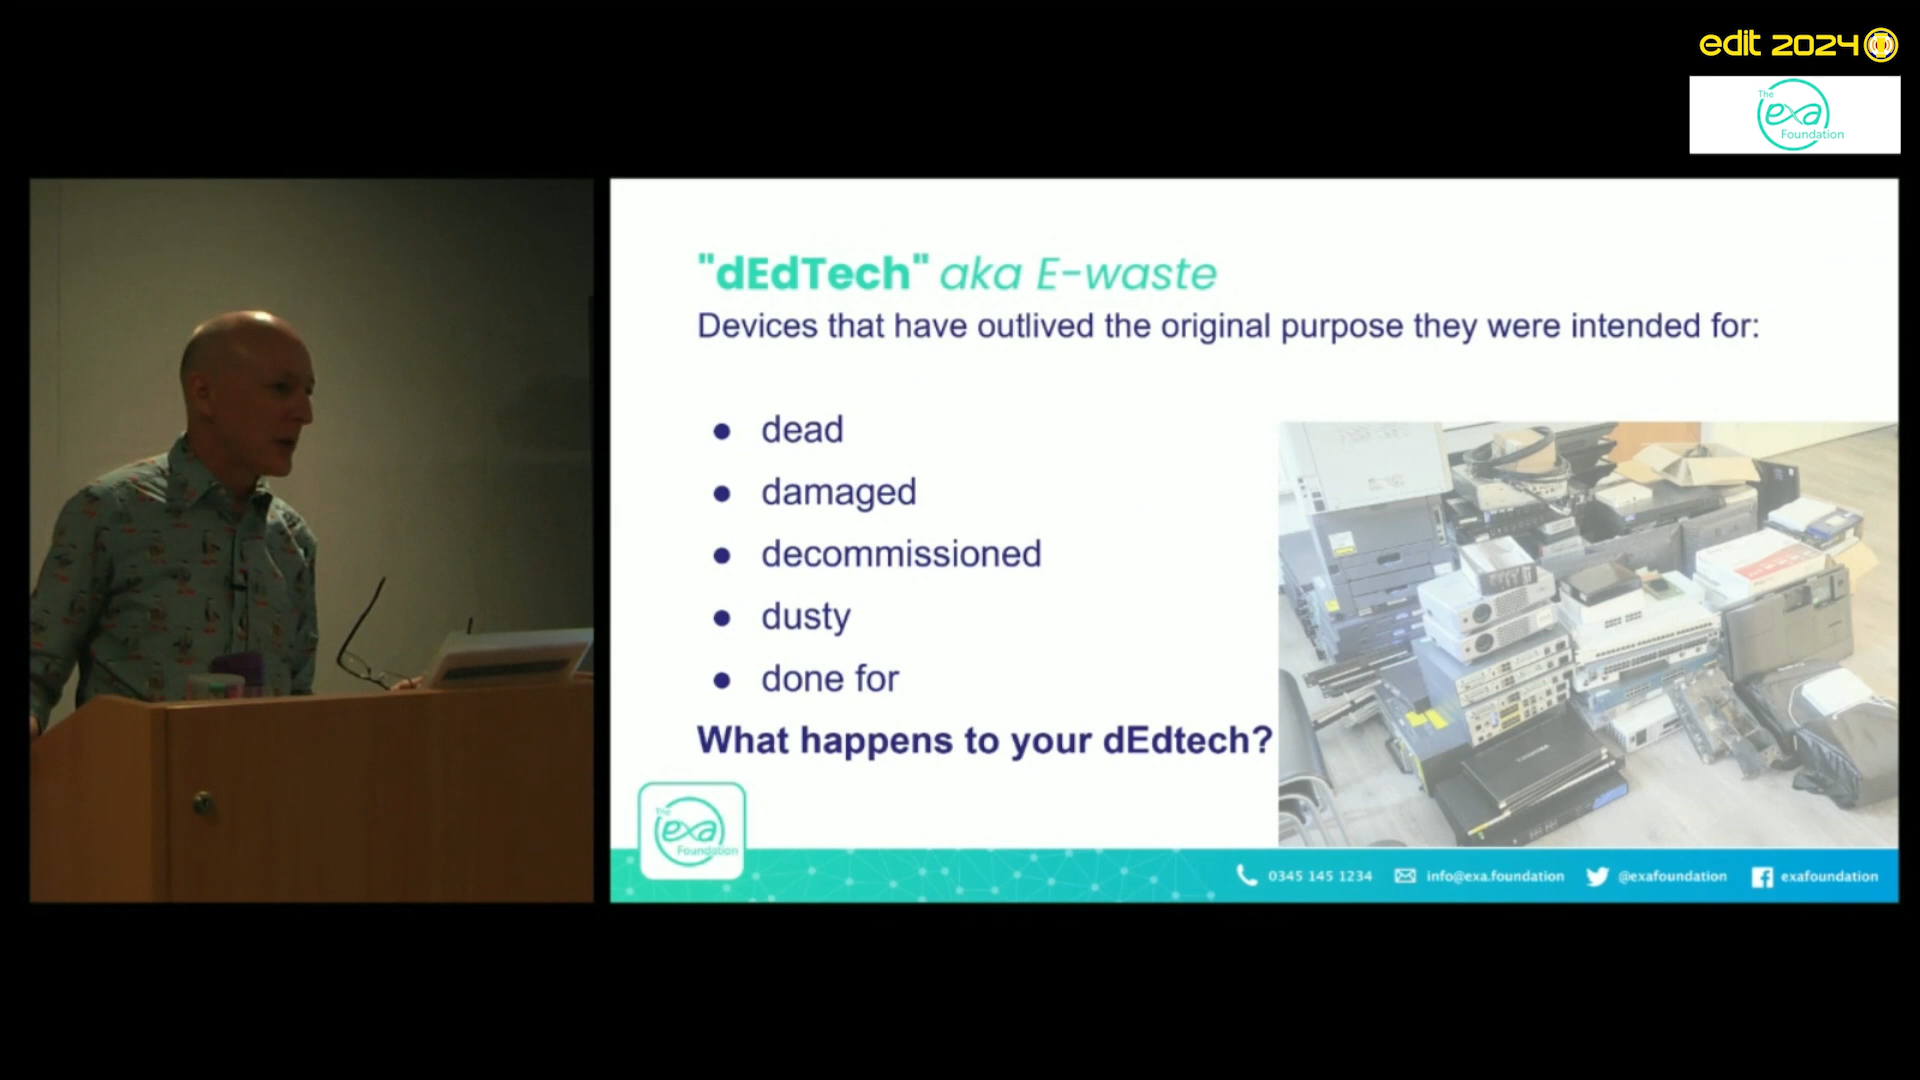 edit 2024
The
exa
Foundation
"dEdTech" aka E-waste
Devices that have outlived the original purpose they were intended for:
● dead
● damaged
● decommissioned
● dusty
● done for
What happens to your dEdtech?
The
exa
Foundation
0345 145 1234 info@exa.foundation @exafoundation exafoundation